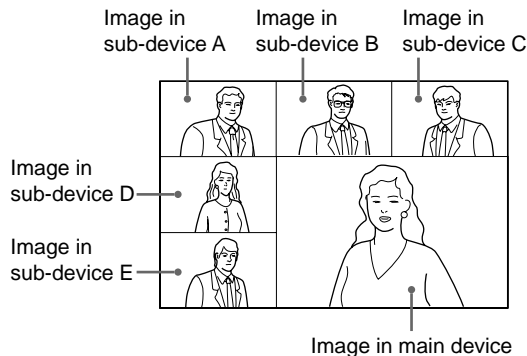 Image in
sub-device A
Image in
sub-device B
Image in
sub-device C
Image in
sub-device D
Image in
sub-device E
Image in main device